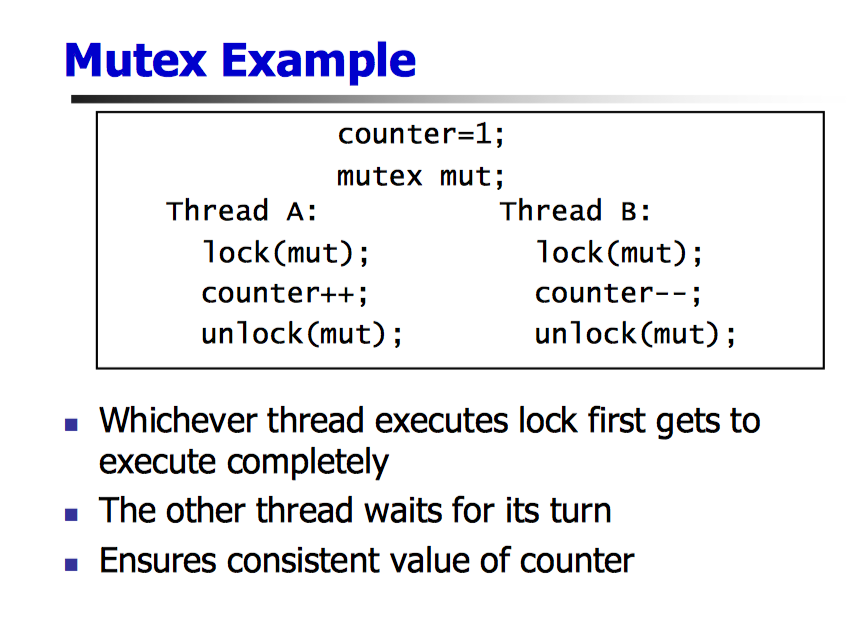 Mutex Example
counter=1;
mutex mut;
Thread A: Thread B:
lock(mut); lock(mut);
counter++; counter--;
unlock(mut); unlock(mut);
Whichever thread executes lock first gets to
execute completely
The other thread waits for its turn
Ensures consistent value of counter